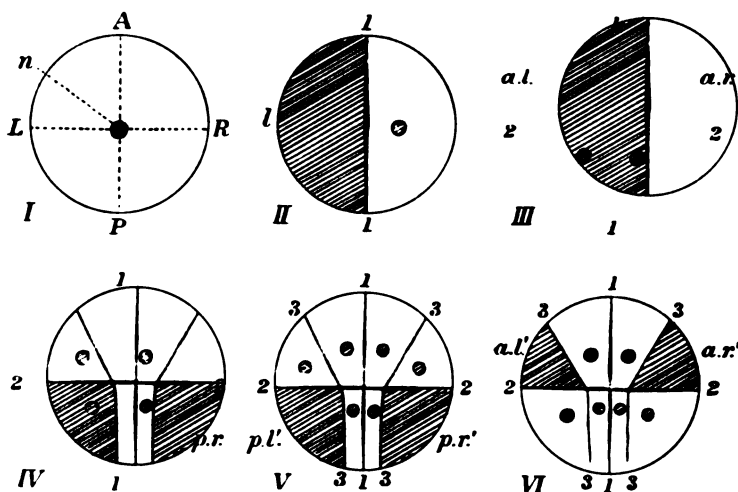 A
n
L R
P
I
1
l
1
II
a.l. a.r.
2 2
1
III
1
2
p.r.
1
IV
1
3 3
2 2
p.l.' p.r.'
3 1 3
V
1
3 3
a.l.' a.r.'
2 2
3 1 3
VI